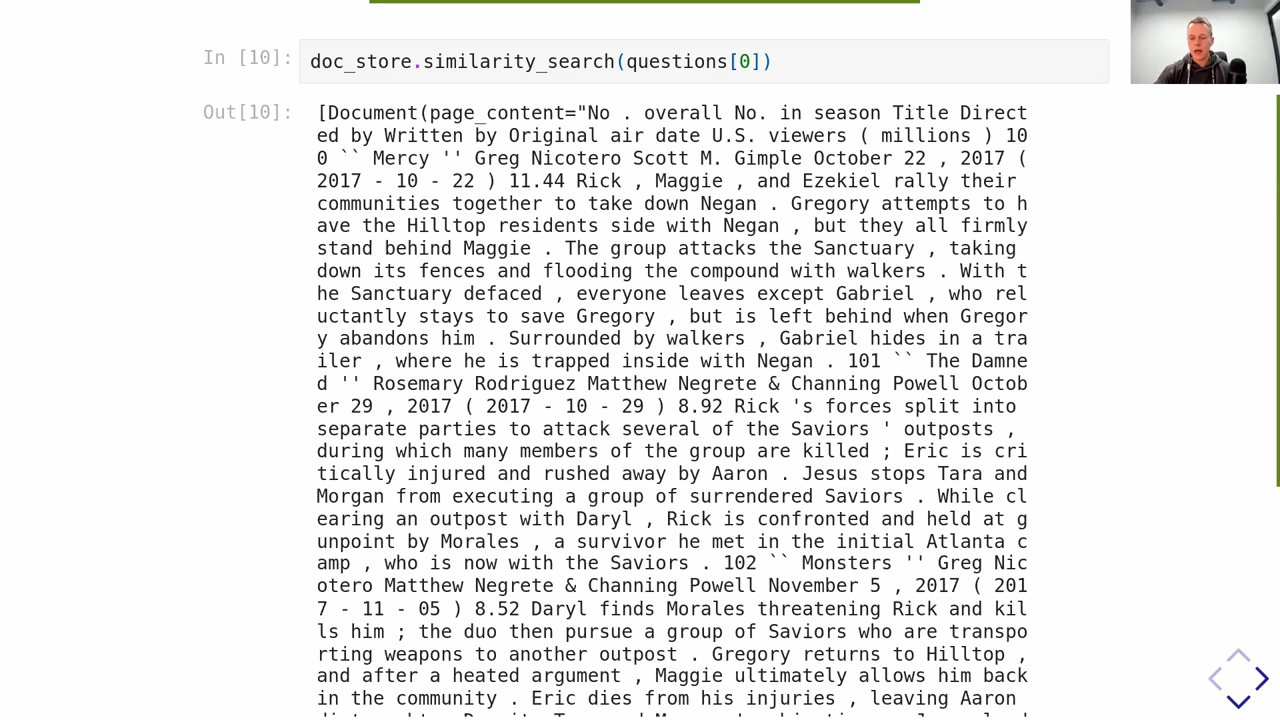 In [10]: doc_store.similarity_search(questions[0])
Out[10]: [Document(page_content="No . overall No. in season Title Direct
ed by Written by Original air date U.S. viewers ( millions ) 10
0 `` Mercy '' Greg Nicotero Scott M. Gimple October 22 , 2017 (
2017 - 10 - 22 ) 11.44 Rick , Maggie , and Ezekiel rally their
communities together to take down Negan . Gregory attempts to h
ave the Hilltop residents side with Negan , but they all firmly
stand behind Maggie . The group attacks the Sanctuary , taking
down its fences and flooding the compound with walkers . With t
he Sanctuary defaced , everyone leaves except Gabriel , who rel
uctantly stays to save Gregory , but is left behind when Gregor
y abandons him . Surrounded by walkers , Gabriel hides in a tra
iler , where he is trapped inside with Negan . 101 `` The Damne
d '' Rosemary Rodriguez Matthew Negrete & Channing Powell Octob
er 29 , 2017 ( 2017 - 10 - 29 ) 8.92 Rick 's forces split into
separate parties to attack several of the Saviors ' outposts ,
during which many members of the group are killed ; Eric is cri
tically injured and rushed away by Aaron . Jesus stops Tara and
Morgan from executing a group of surrendered Saviors . While cl
earing an outpost with Daryl , Rick is confronted and held at g
unpoint by Morales , a survivor he met in the initial Atlanta c
amp , who is now with the Saviors . 102 `` Monsters '' Greg Nic
otero Matthew Negrete & Channing Powell November 5 , 2017 ( 201
7 - 11 - 05 ) 8.52 Daryl finds Morales threatening Rick and kil
ls him ; the duo then pursue a group of Saviors who are transpo
rting weapons to another outpost . Gregory returns to Hilltop ,
and after a heated argument , Maggie ultimately allows him back
in the community . Eric dies from his injuries , leaving Aaron